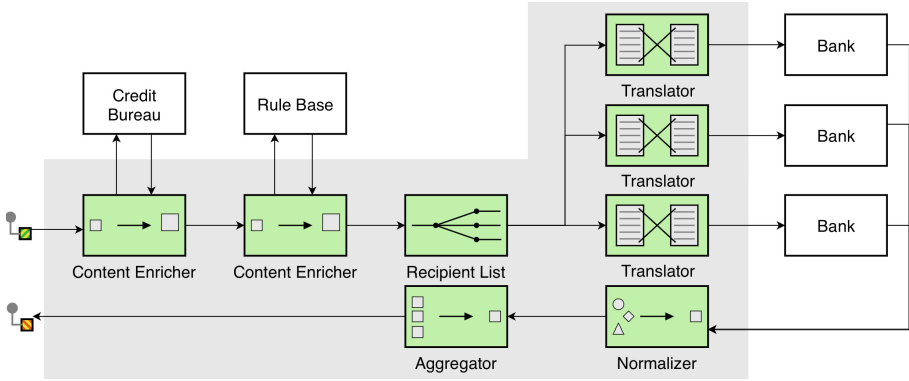 Translator
Bank
Credit
Bureau
Rule Base
Translator
Bank
Content Enricher
Content Enricher
Recipient List
Translator
Bank
Aggregator
Normalizer